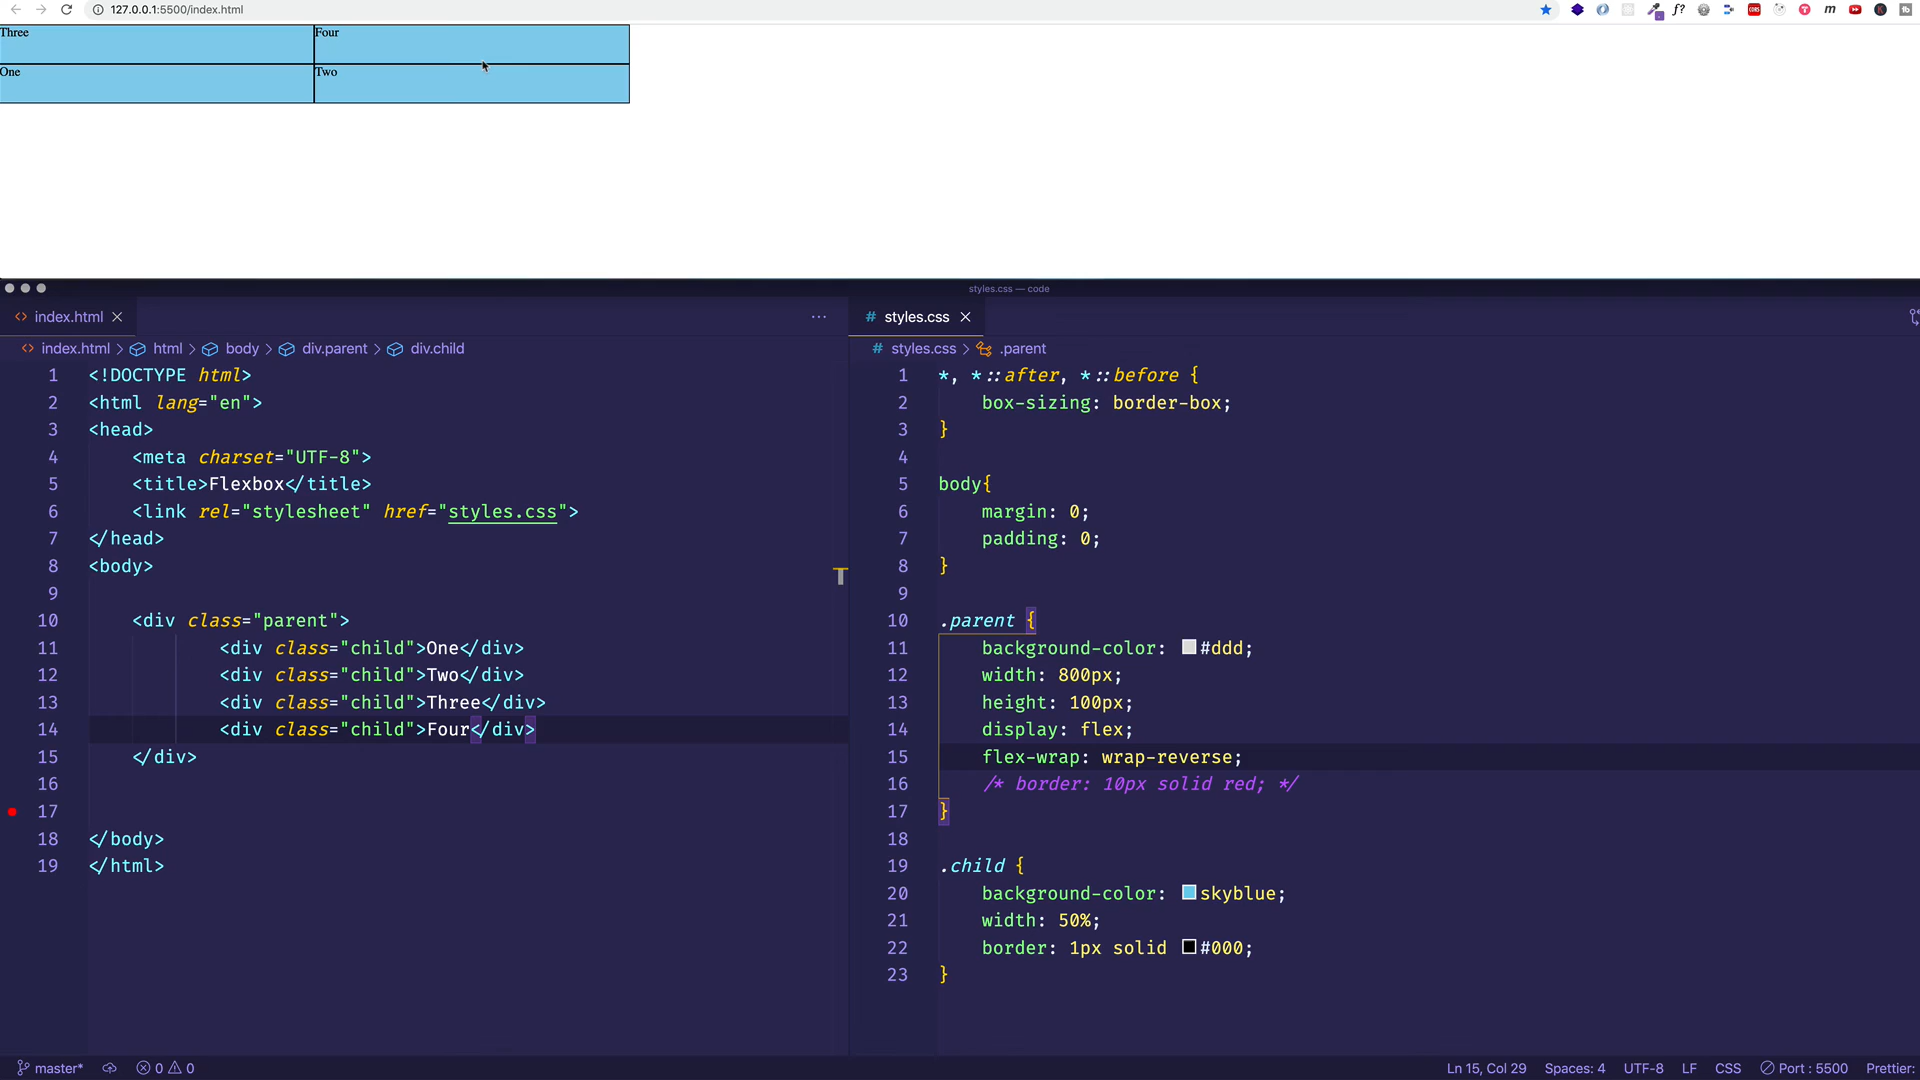 127.0.0.1:5500/index.html
Three Four
One Two
styles.css — code
index.html
styles.css
index.html > html > body > div.parent > div.child
styles.css > .parent
1 <!DOCTYPE html>
2 <html lang="en">
3 <head>
4 <meta charset="UTF-8">
5 <title>Flexbox</title>
6 <link rel="stylesheet" href="styles.css">
7 </head>
8 <body>
9
10 <div class="parent">
11 <div class="child">One</div>
12 <div class="child">Two</div>
13 <div class="child">Three</div>
14 <div class="child">Four</div>
15 </div>
16
17
18 </body>
19 </html>
1 *, *::after, *::before {
2 box-sizing: border-box;
3 }
4
5 body{
6 margin: 0;
7 padding: 0;
8 }
9
10 .parent {
11 background-color: #ddd;
12 width: 800px;
13 height: 100px;
14 display: flex;
15 flex-wrap: wrap-reverse;
16 /* border: 10px solid red; */
17 }
18
19 .child {
20 background-color: skyblue;
21 width: 50%;
22 border: 1px solid #000;
23 }
master* 0 0 Ln 15, Col 29 Spaces: 4 UTF-8 LF CSS Port : 5500 Prettier: